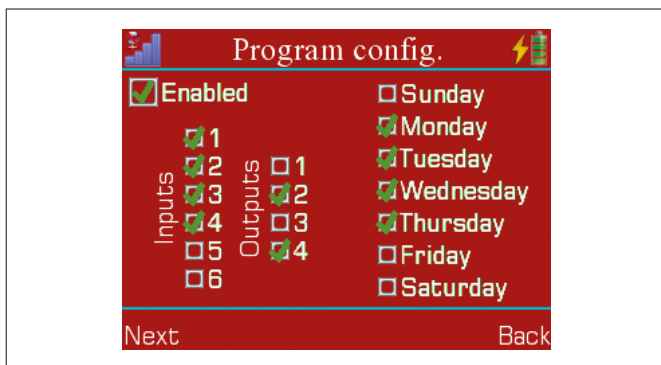 Program config.
Enabled
Inputs
1
2
3
4
5
6
Outputs
1
2
3
4
Sunday
Monday
Tuesday
Wednesday
Thursday
Friday
Saturday
Next
Back